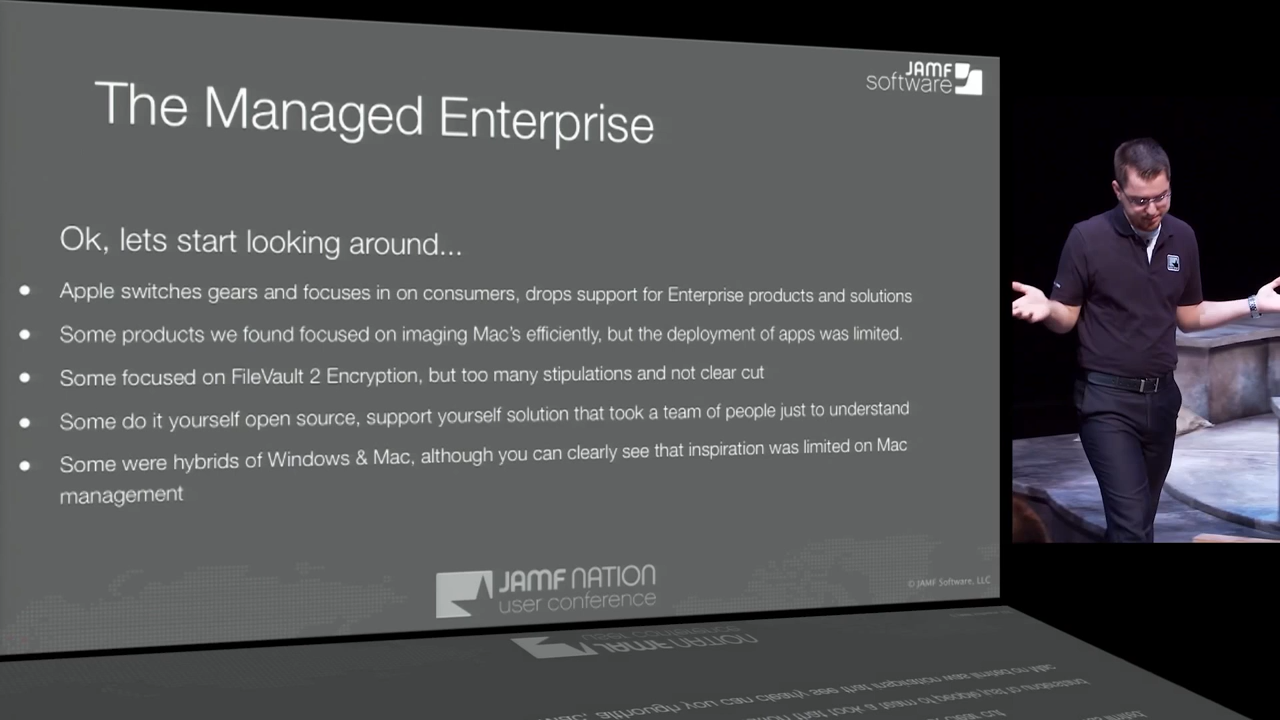 JAMF
software
The Managed Enterprise
Ok, lets start looking around...
Apple switches gears and focuses in on consumers, drops support for Enterprise products and solutions
Some products we found focused on imaging Mac's efficiently, but the deployment of apps was limited.
Some focused on FileVault 2 Encryption, but too many stipulations and not clear cut
Some do it yourself open source, support yourself solution that took a team of people just to understand
Some were hybrids of Windows & Mac, although you can clearly see that inspiration was limited on Mac
management
JAMF NATION
user conference
© JAMF Software, LLC